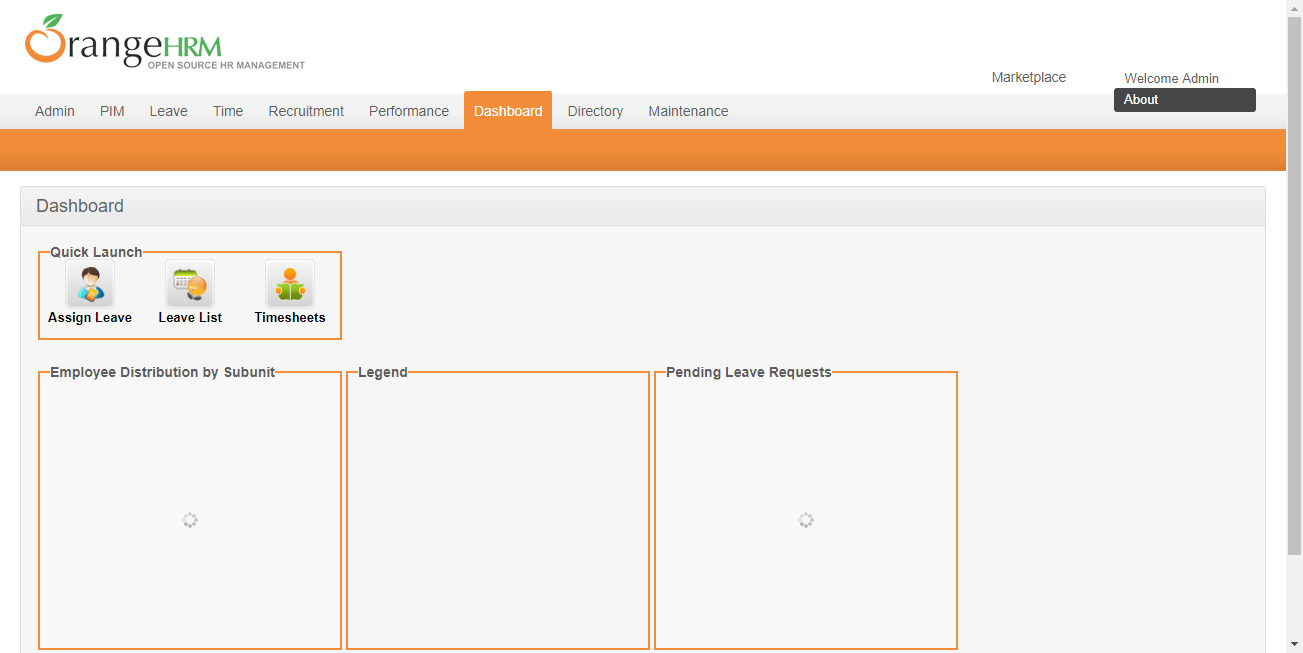 OrangeHRM
OPEN SOURCE HR MANAGEMENT
Marketplace
Welcome Admin
About
Admin PIM Leave Time Recruitment Performance Dashboard Directory Maintenance
Dashboard
Quick Launch
Assign Leave Leave List Timesheets
Employee Distribution by Subunit Legend Pending Leave Requests